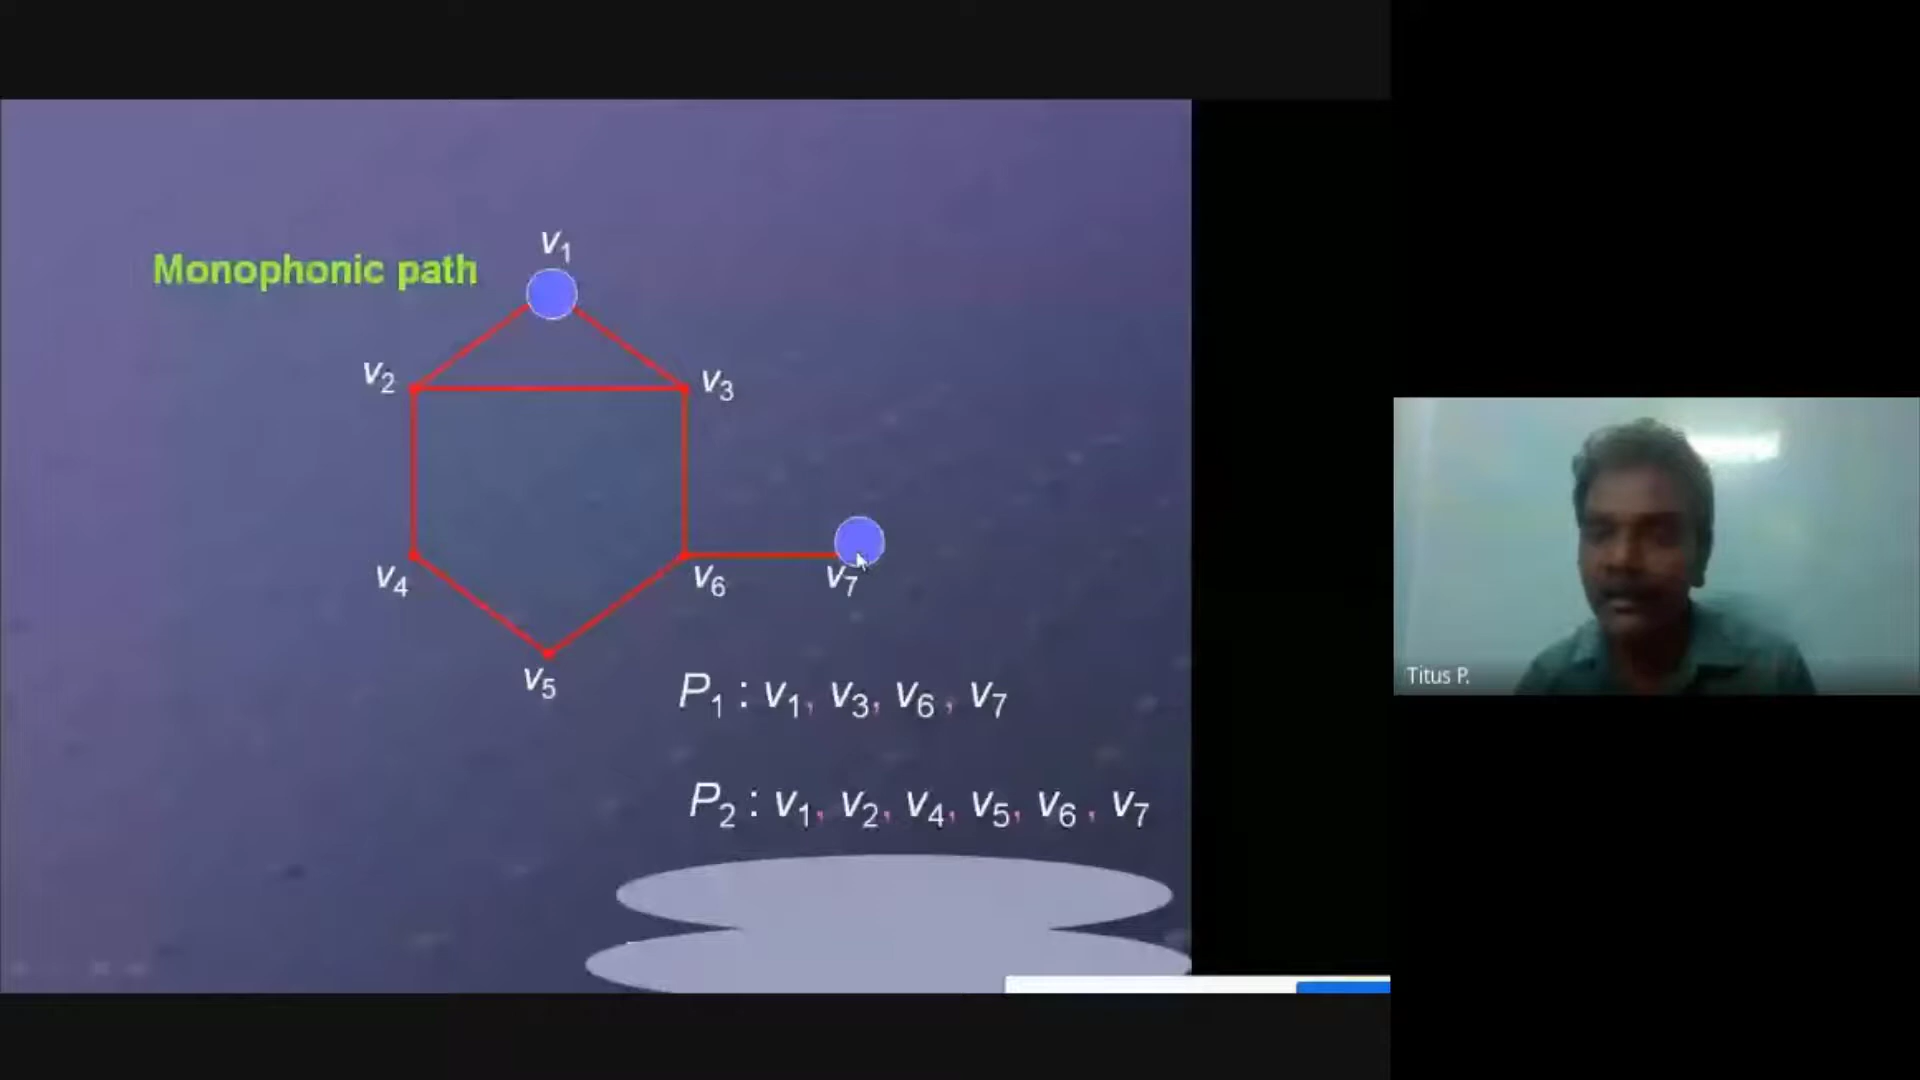 v1
Monophonic path
v2
v3
v4
v6
v7
v5
P1 : v1, v3, v6 , v7
P2 : v1, v2, v4, v5, v6 , v7
Titus P.